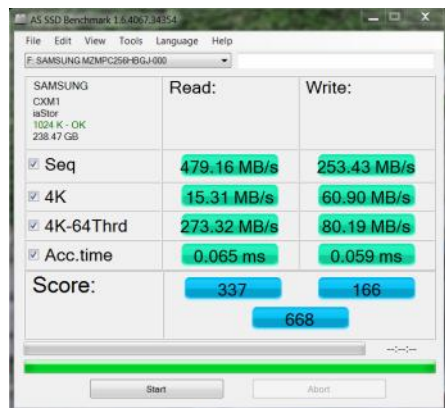 AS SSD Benchmark 1.6.4067.34354
File Edit View Tools Language Help
F: SAMSUNG MZMPC256HBGJ-000
SAMSUNG
CXM1
iaStor
1024 K - OK
238.47 GB
Read:
Write:
Seq 479.16 MB/s 253.43 MB/s
4K 15.31 MB/s 60.90 MB/s
4K-64Thrd 273.32 MB/s 80.19 MB/s
Acc.time 0.065 ms 0.059 ms
Score: 337 166
668
--:--:--
Start Abort